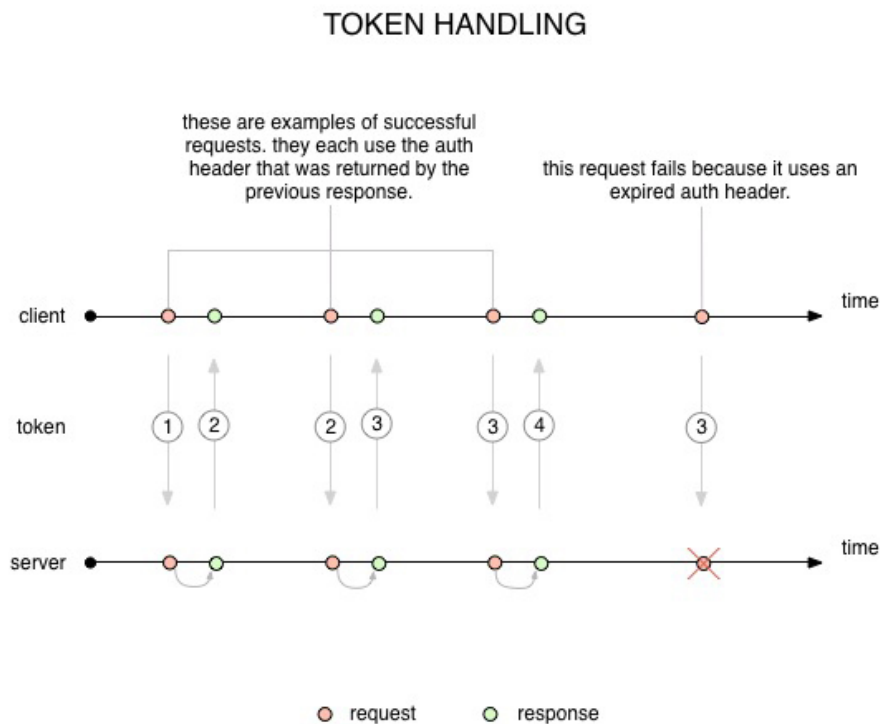 TOKEN HANDLING
these are examples of successful
requests. they each use the auth
header that was returned by the
previous response.
this request fails because it uses an
expired auth header.
client
time
token
1
2
2
3
3
4
3
server
time
request
response